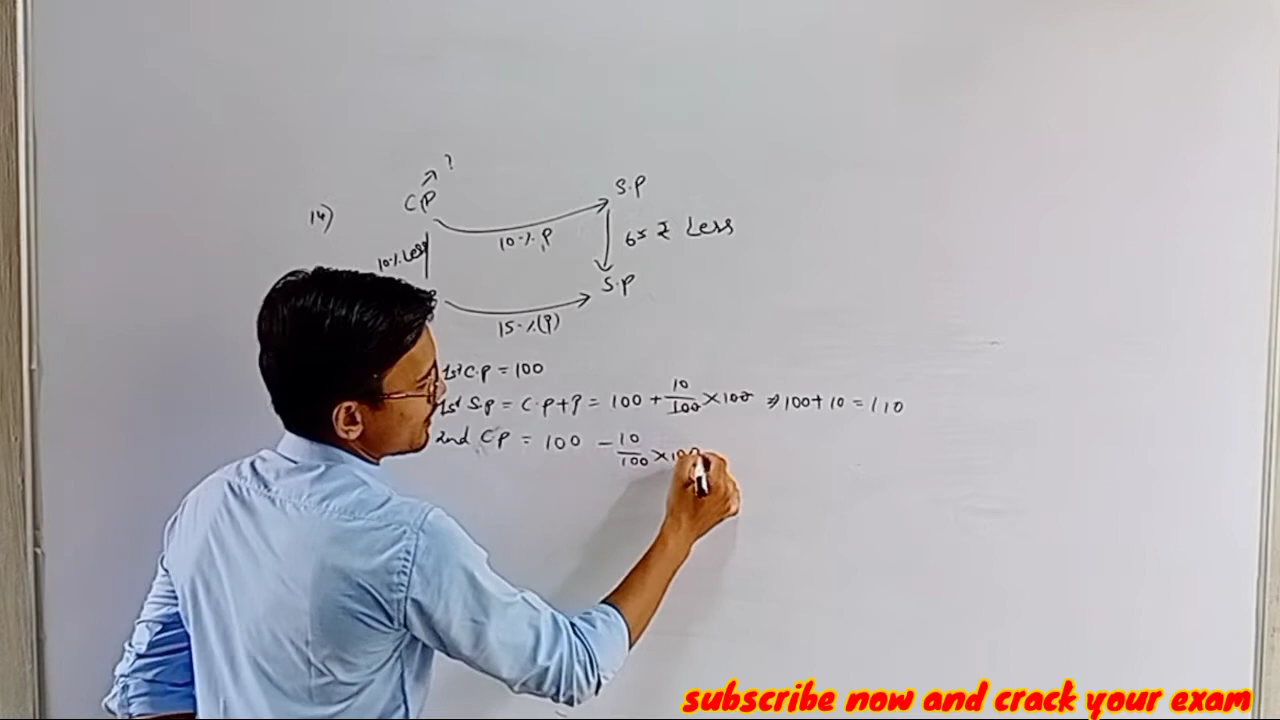 ?
14) C.P S.P
10% Less 10% P 65 ₹ Less
S.P
15% (P)
1st C.P = 100
1st S.P = C.P+P = 100 + 10/100 × 100 ⇒ 100+10 = 110
2nd C.P = 100 - 10/100 × 100
subscribe now and crack your exam